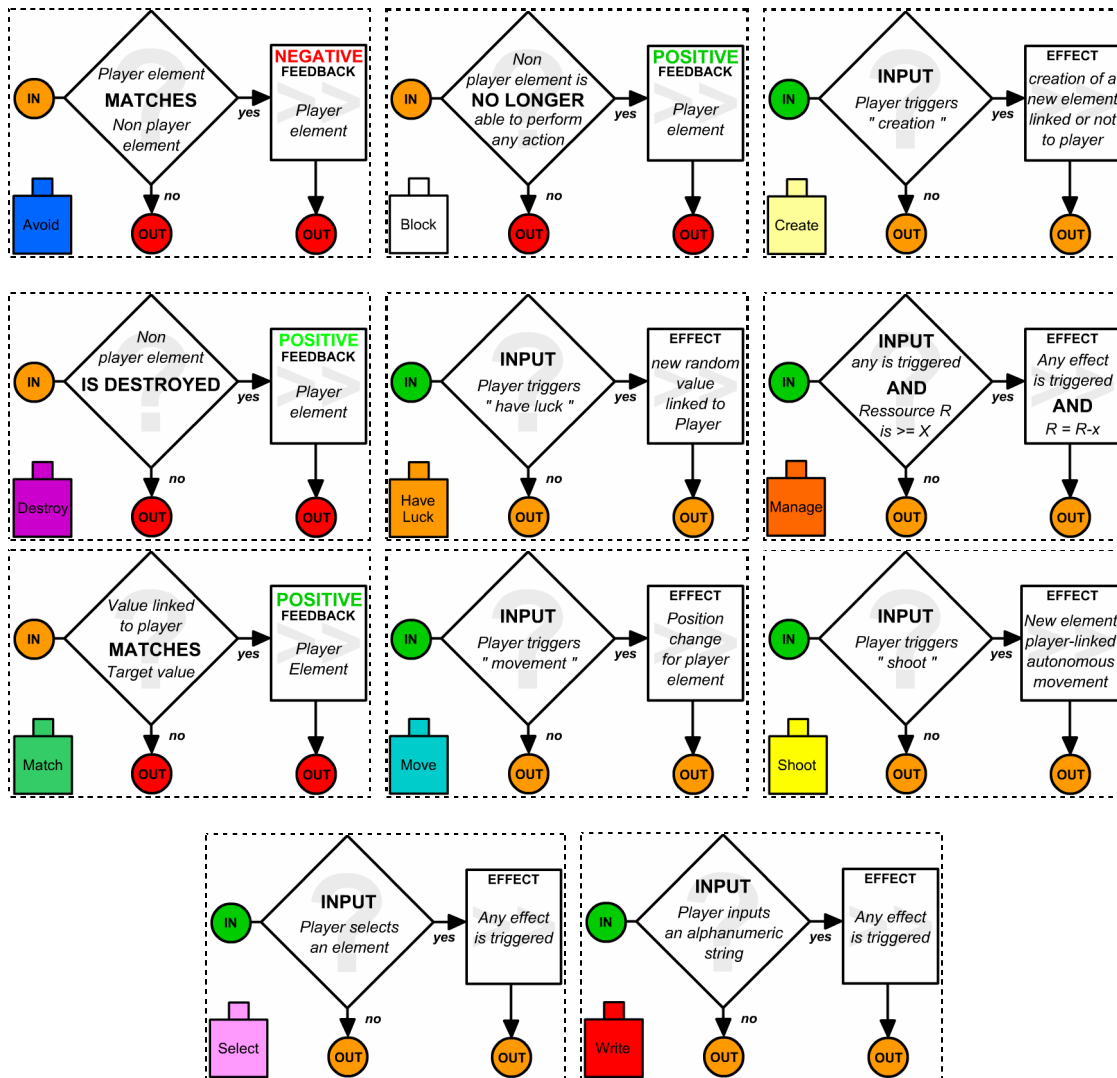 IN
Player element
MATCHES
Non player
element
yes
NEGATIVE
FEEDBACK
Player
element
no
OUT
OUT
Avoid
IN
Non
player element is
NO LONGER
able to perform
any action
yes
POSITIVE
FEEDBACK
Player
element
no
OUT
OUT
Block
IN
INPUT
Player triggers
" creation "
yes
EFFECT
creation of a
new element
linked or not
to player
no
OUT
OUT
Create
IN
Non
player element
IS DESTROYED
yes
POSITIVE
FEEDBACK
Player
element
no
OUT
OUT
Destroy
IN
INPUT
Player triggers
" have luck "
yes
EFFECT
new random
value
linked to
Player
no
OUT
OUT
Have
Luck
IN
INPUT
any is triggered
AND
Ressource R
is >= X
yes
EFFECT
Any effect
is triggered
AND
R = R-x
no
OUT
OUT
Manage
IN
Value linked
to player
MATCHES
Target value
yes
POSITIVE
FEEDBACK
Player
Element
no
OUT
OUT
Match
IN
INPUT
Player triggers
" movement "
yes
EFFECT
Position
change
for player
element
no
OUT
OUT
Move
IN
INPUT
Player triggers
" shoot "
yes
EFFECT
New element
player-linked
autonomous
movement
no
OUT
OUT
Shoot
IN
INPUT
Player selects
an element
yes
EFFECT
Any effect
is triggered
no
OUT
OUT
Select
IN
INPUT
Player inputs
an alphanumeric
string
yes
EFFECT
Any effect
is triggered
no
OUT
OUT
Write